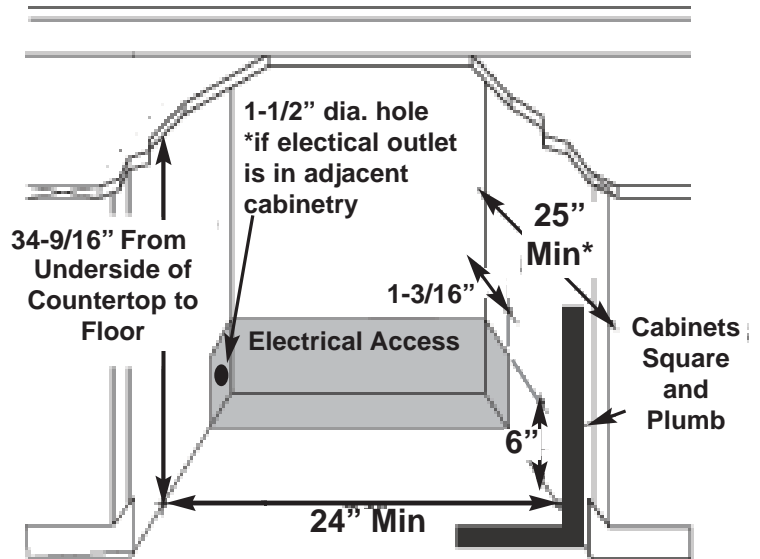 1-1/2” dia. hole
*if electical outlet
is in adjacent
cabinetry
34-9/16” From
Underside of
Countertop to
Floor
25”
Min*
1-3/16”
Electrical Access
Cabinets
Square
and
Plumb
6”
24” Min